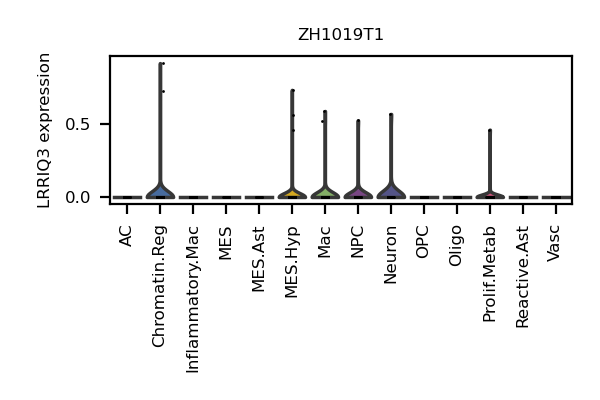 ZH1019T1
LRRIQ3 expression
0.5
0.0
AC
Chromatin.Reg
Inflammatory.Mac
MES
MES.Ast
MES.Hyp
Mac
NPC
Neuron
OPC
Oligo
Prolif.Metab
Reactive.Ast
Vasc